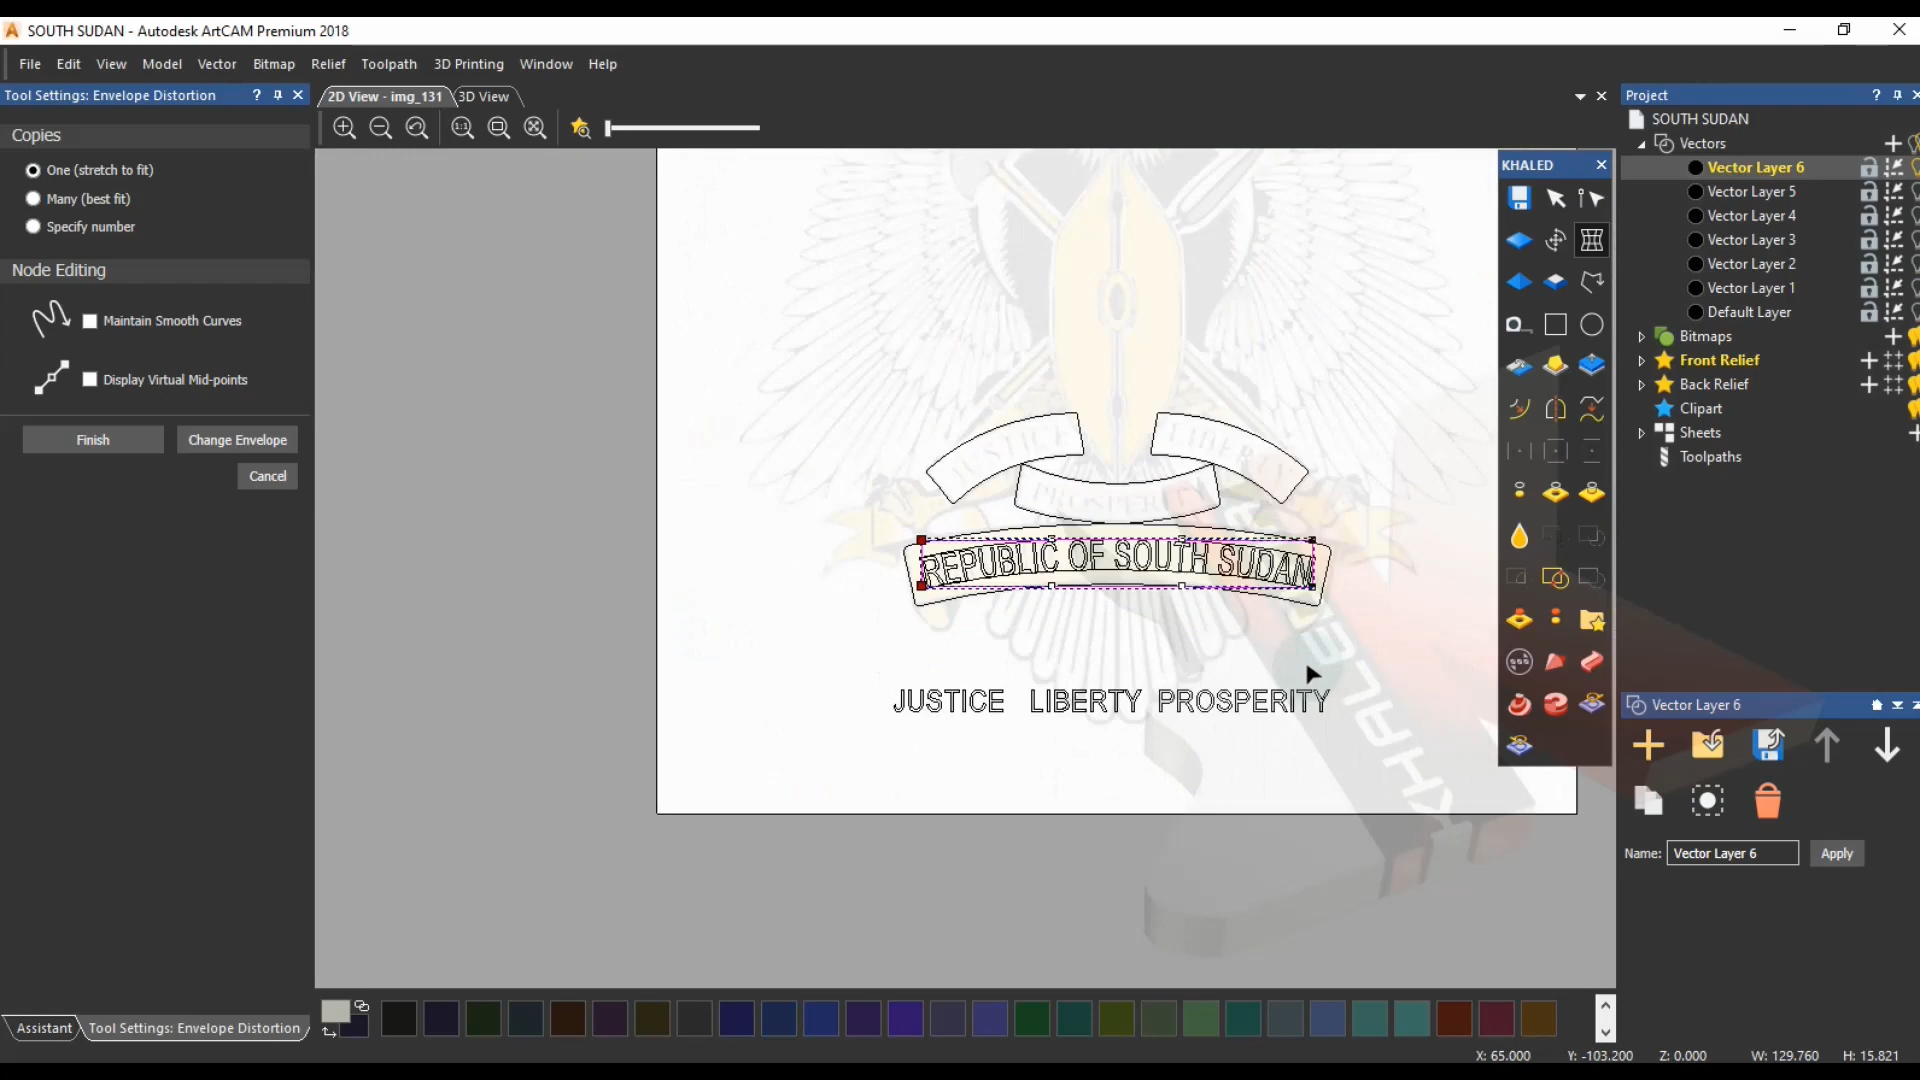 SOUTH SUDAN - Autodesk ArtCAM Premium 2018
File Edit View Model Vector Bitmap Relief Toolpath 3D Printing Window Help
Tool Settings: Envelope Distortion ?
2D View - img_131 3D View
Project ?
Copies
One (stretch to fit)
Many (best fit)
Specify number
Node Editing
Maintain Smooth Curves
Display Virtual Mid-points
Finish Change Envelope
Cancel
1:1
KHALED
SOUTH SUDAN
Vectors
Vector Layer 6
Vector Layer 5
Vector Layer 4
Vector Layer 3
Vector Layer 2
Vector Layer 1
Default Layer
Bitmaps
Front Relief
Back Relief
Clipart
Sheets
Toolpaths
REPUBLIC OF SOUTH SUDAN
JUSTICE LIBERTY PROSPERITY
KHALE
Vector Layer 6
Name: Vector Layer 6 Apply
Assistant Tool Settings: Envelope Distortion
X: 65.000 Y: -103.200 Z: 0.000 W: 129.760 H: 15.821